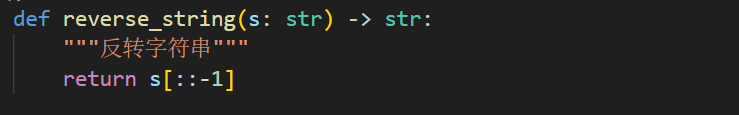 def reverse_string(s: str) -> str:
    """反转字符串"""
    return s[::-1]